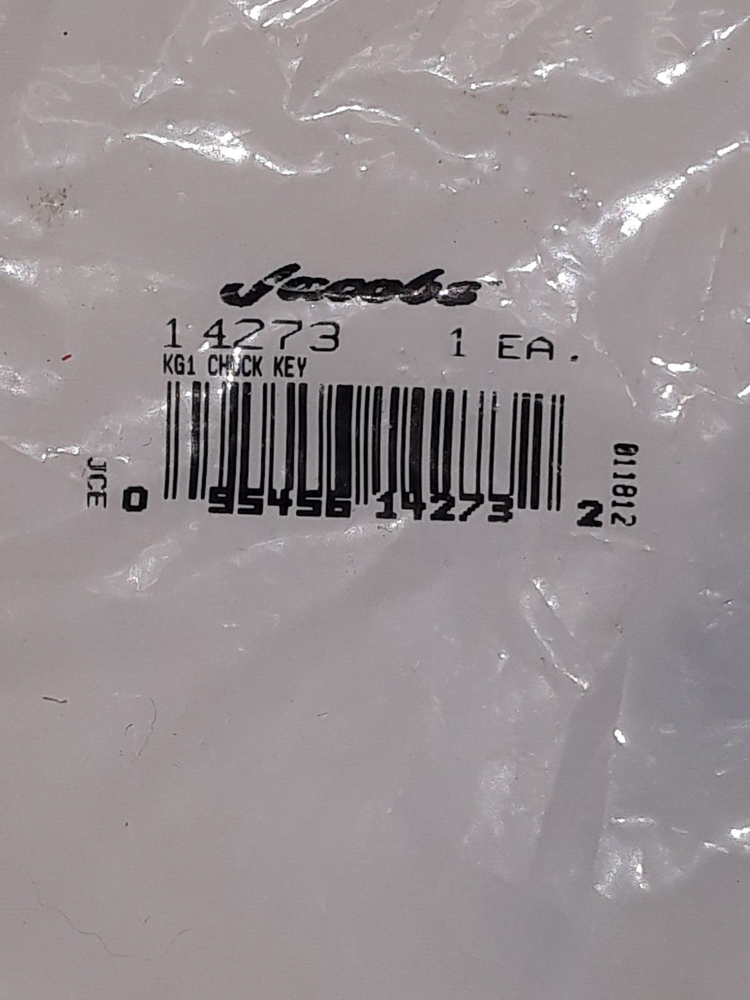 Jacobs
14273 1 EA.
KG1 CHUCK KEY
JCE
0 95456 14273 2
011812